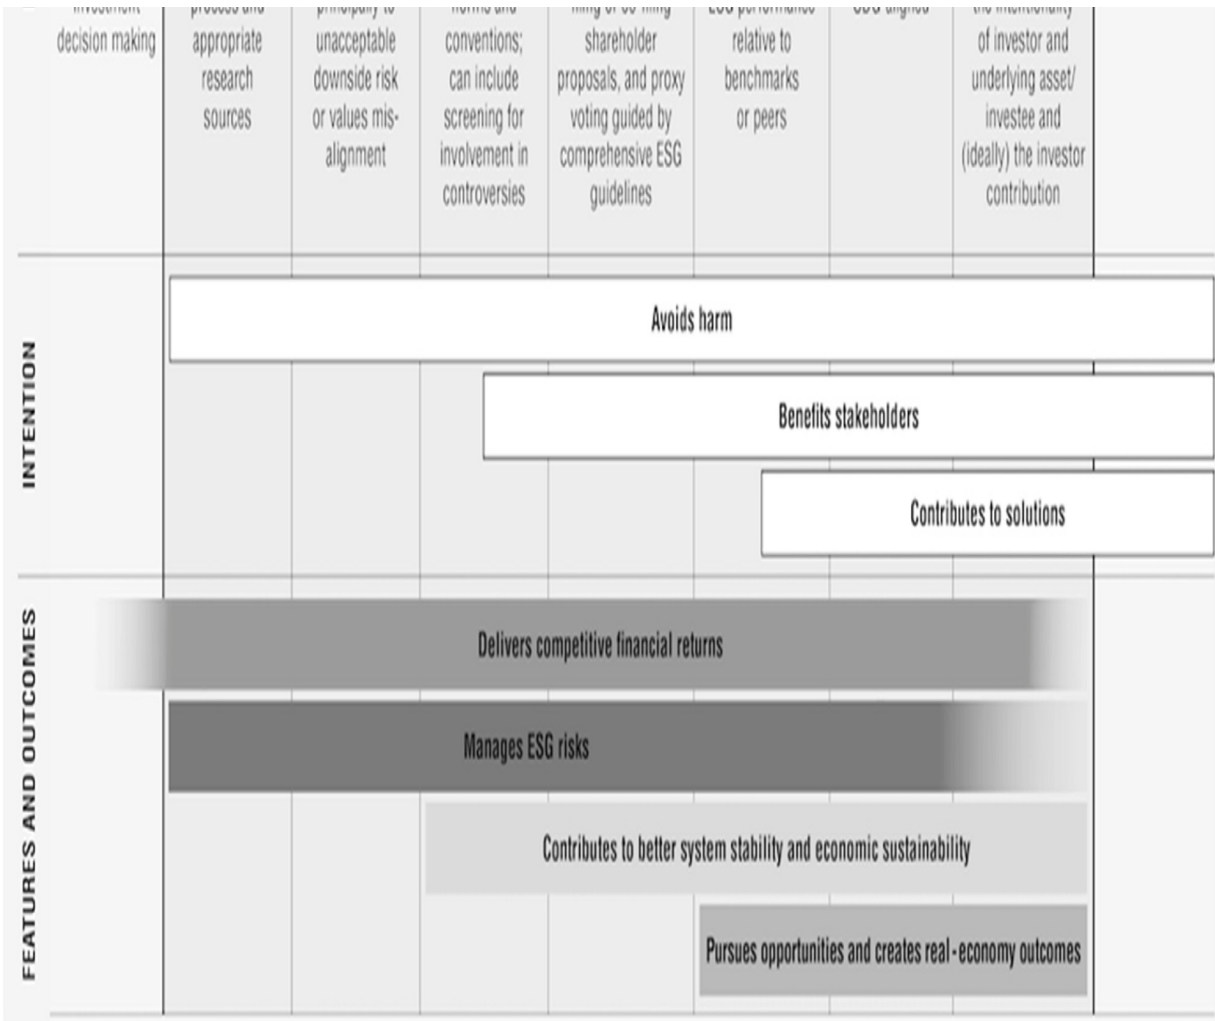 decision making
appropriate
research
sources
unacceptable
downside risk
or values mis-
alignment
conventions;
can include
screening for
involvement in
controversies
shareholder
proposals, and proxy
voting guided by
comprehensive ESG
guidelines
relative to
benchmarks
or peers
of investor and
underlying asset/
investee and
(ideally) the investor
contribution
INTENTION
Avoids harm
Benefits stakeholders
Contributes to solutions
FEATURES AND OUTCOMES
Delivers competitive financial returns
Manages ESG risks
Contributes to better system stability and economic sustainability
Pursues opportunities and creates real-economy outcomes